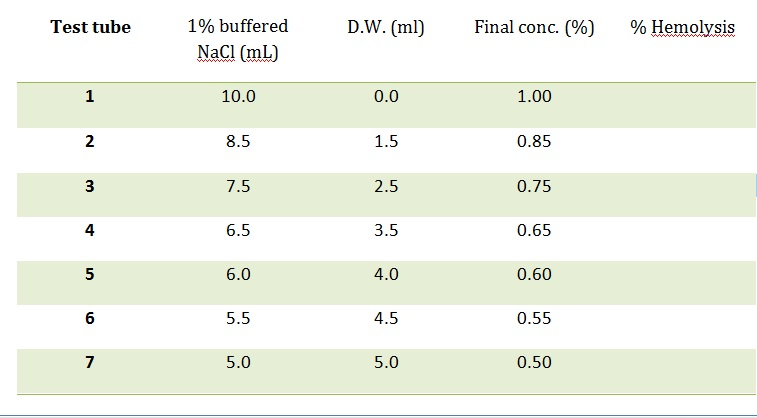 Test tube 1% buffered NaCl (mL) D.W. (ml) Final conc. (%) % Hemolysis
1 10.0 0.0 1.00
2 8.5 1.5 0.85
3 7.5 2.5 0.75
4 6.5 3.5 0.65
5 6.0 4.0 0.60
6 5.5 4.5 0.55
7 5.0 5.0 0.50